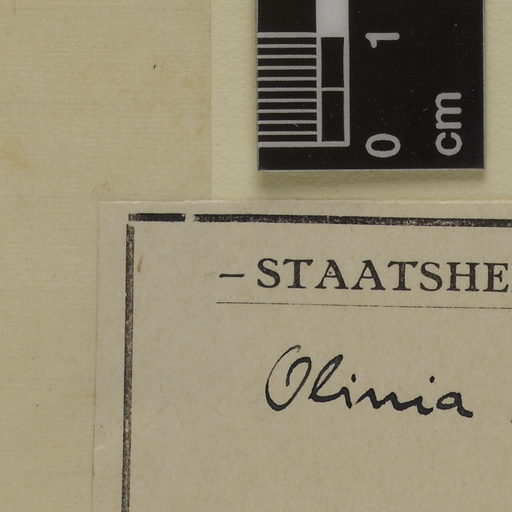 0 1
cm
– STAATSHE
Olinia